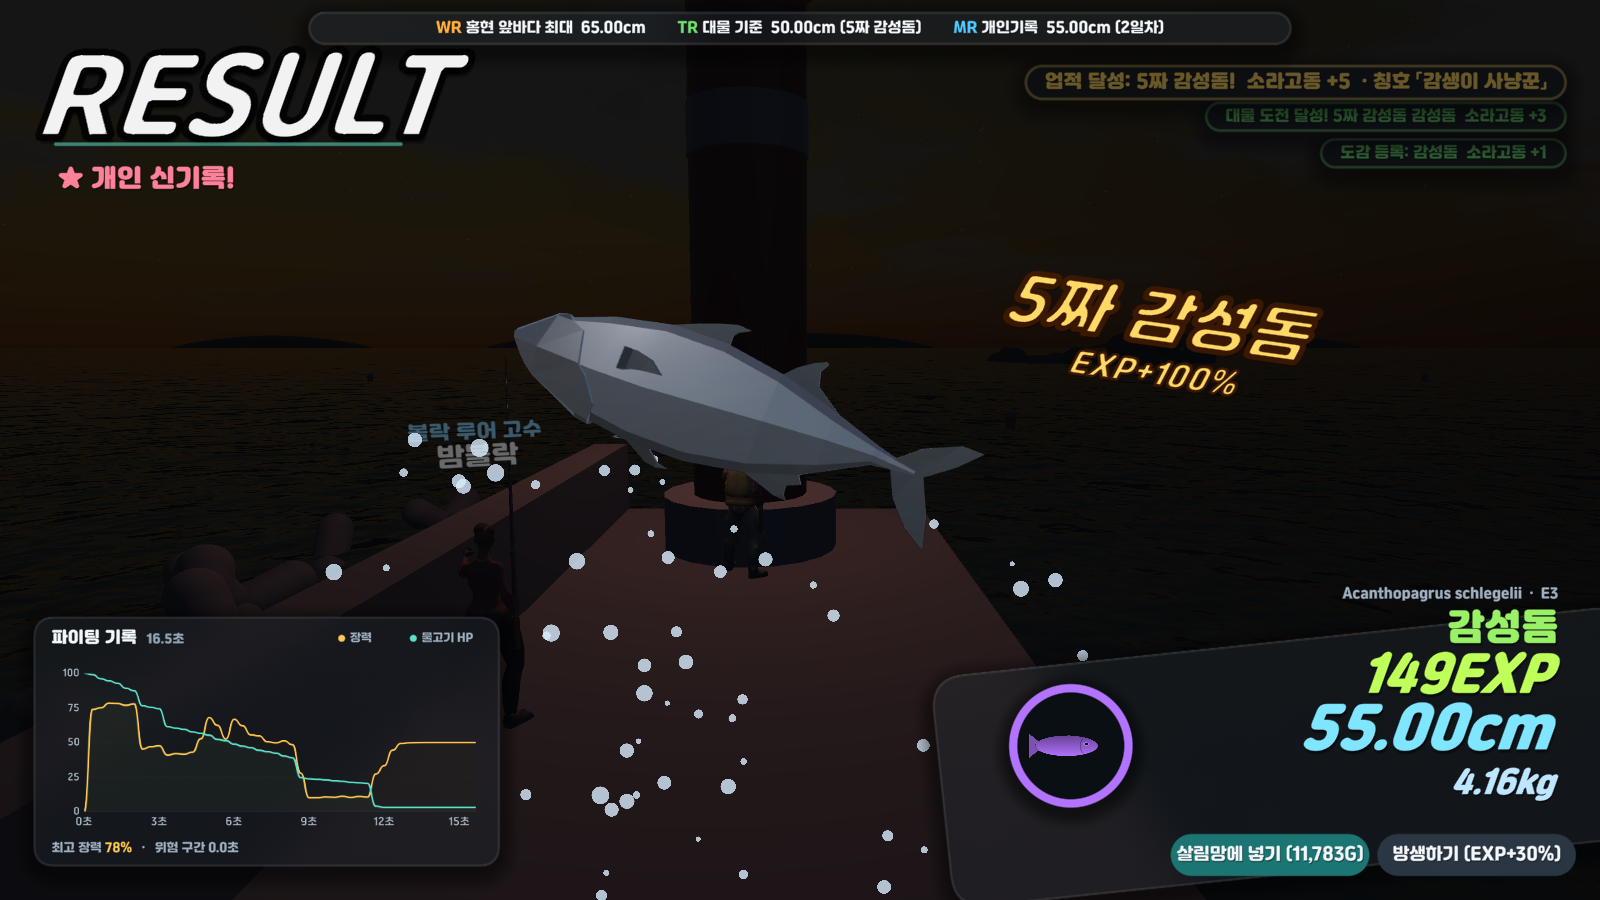 WR 홍현 앞바다 최대 65.00cm TR 대물 기준 50.00cm (5짜 감성돔) MR 개인기록 55.00cm (2일차)
RESULT
★ 개인 신기록!
업적 달성: 5짜 감성돔! 소라고동 +5 · 칭호 「감생이 사냥꾼」
대물 도전 달성! 5짜 감성돔 감성돔 소라고동 +3
도감 등록: 감성돔 소라고동 +1
5짜 감성돔
EXP+100%
볼락 루어 고수
밤볼락
파이팅 기록 16.5초 장력 물고기 HP
100
75
50
25
0
0초 3초 6초 9초 12초 15초
최고 장력 78% · 위험 구간 0.0초
Acanthopagrus schlegelii · E3
감성돔
149EXP
55.00cm
4.16kg
살림망에 넣기 (11,783G) 방생하기 (EXP+30%)